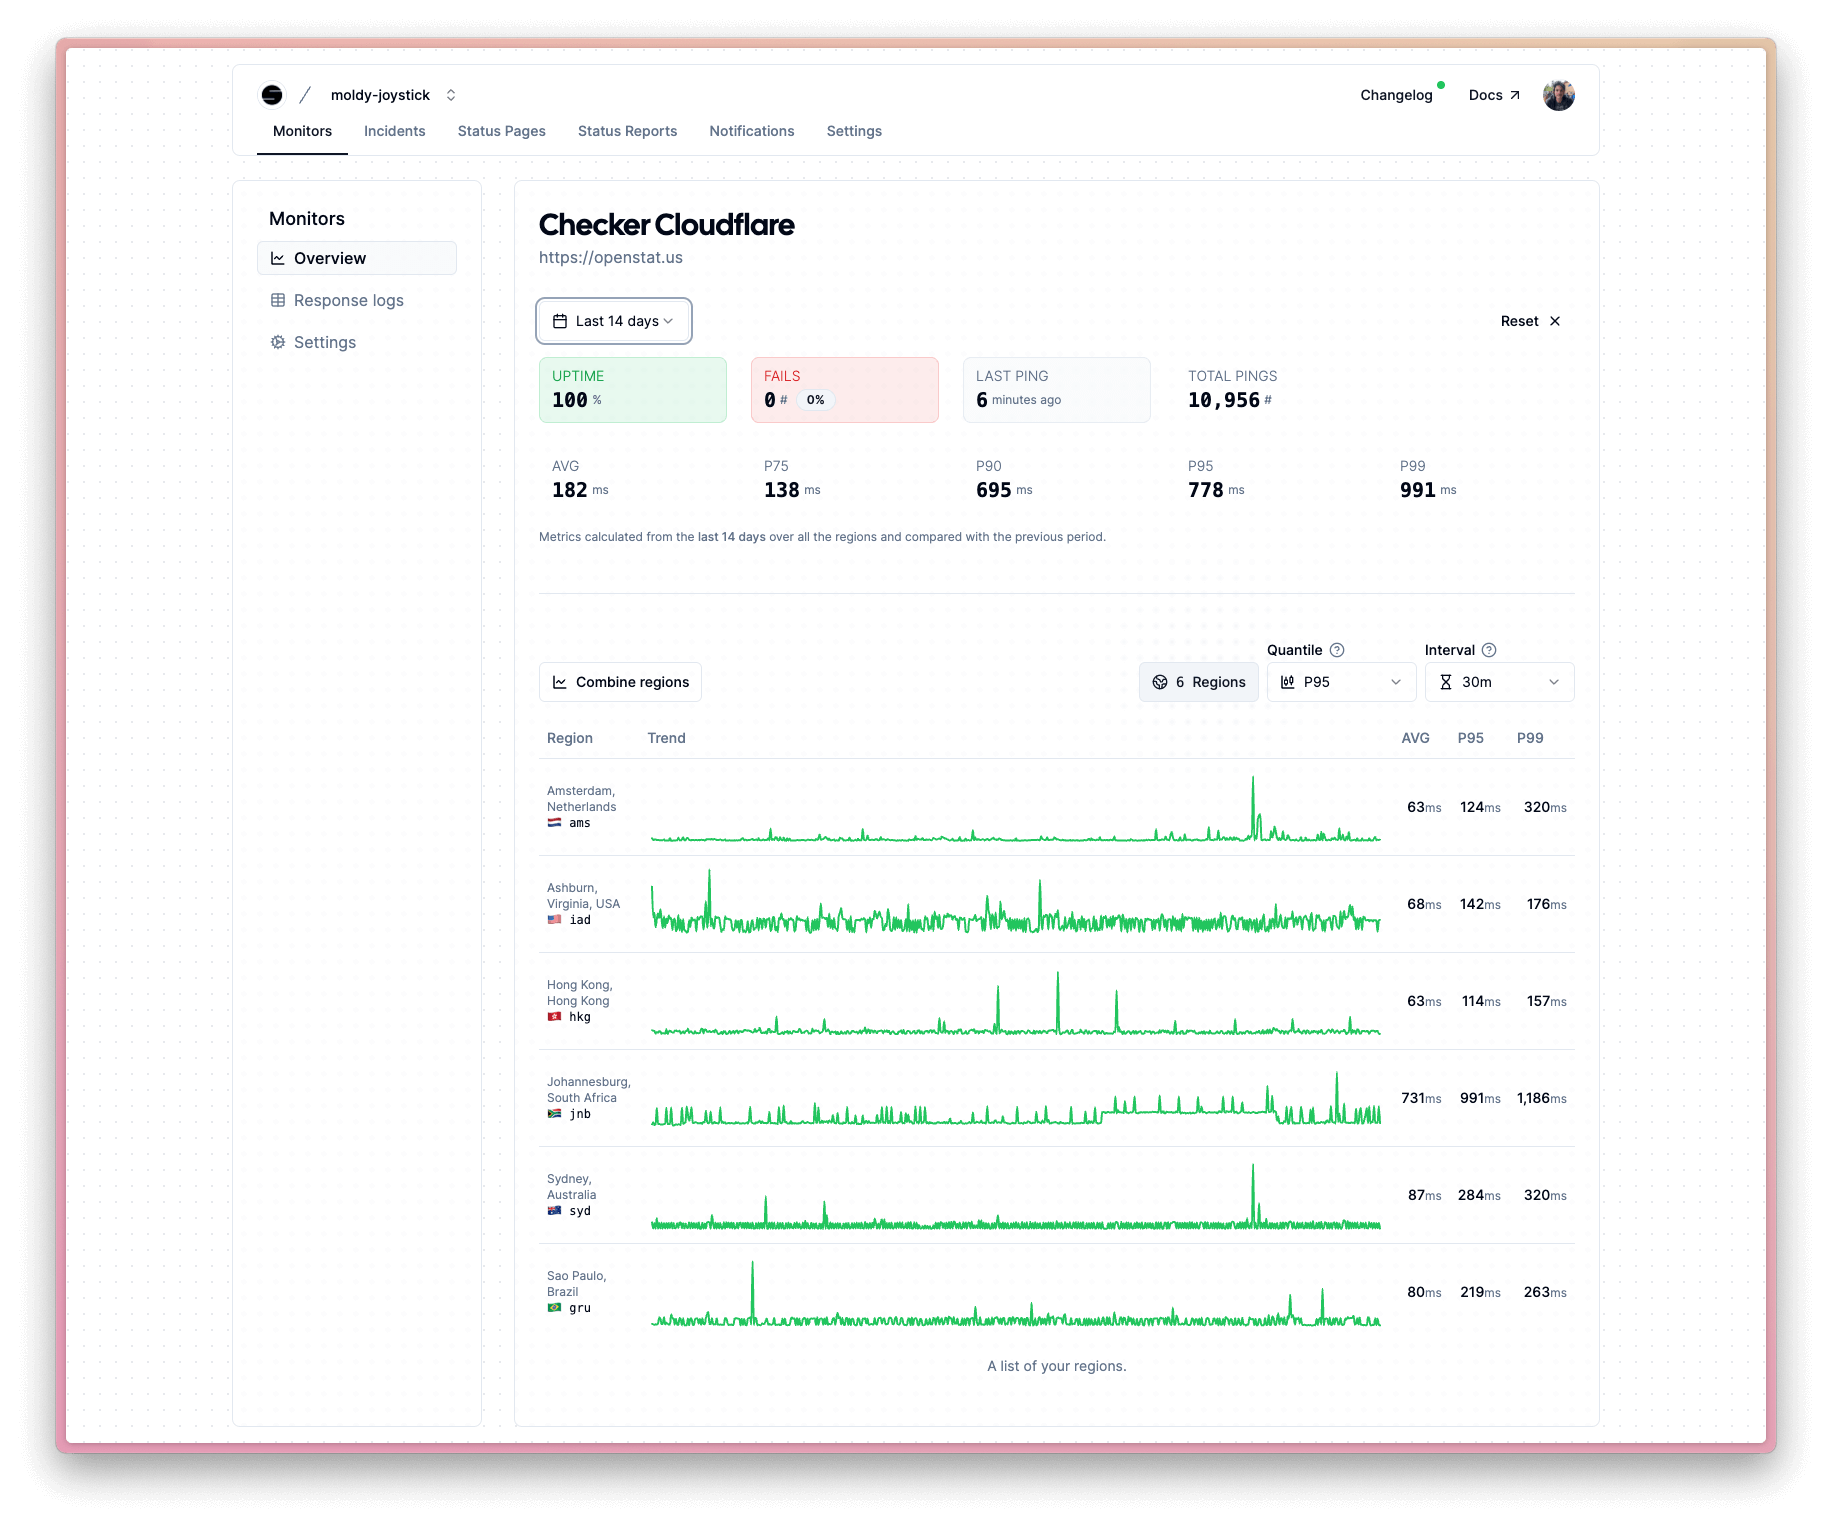 moldy-joystick
Changelog
Docs
Monitors
Incidents
Status Pages
Status Reports
Notifications
Settings
Monitors
Overview
Response logs
Settings
Checker Cloudflare
https://openstat.us
Last 14 days
Reset
UPTIME
100 %
FAILS
0 # 0%
LAST PING
6 minutes ago
TOTAL PINGS
10,956 #
AVG
182 ms
P75
138 ms
P90
695 ms
P95
778 ms
P99
991 ms
Metrics calculated from the last 14 days over all the regions and compared with the previous period.
Combine regions
6 Regions
Quantile
P95
Interval
30m
Region Trend AVG P95 P99
Amsterdam,
Netherlands
ams
63ms 124ms 320ms
Ashburn,
Virginia, USA
iad
68ms 142ms 176ms
Hong Kong,
Hong Kong
hkg
63ms 114ms 157ms
Johannesburg,
South Africa
jnb
731ms 991ms 1,186ms
Sydney,
Australia
syd
87ms 284ms 320ms
Sao Paulo,
Brazil
gru
80ms 219ms 263ms
A list of your regions.